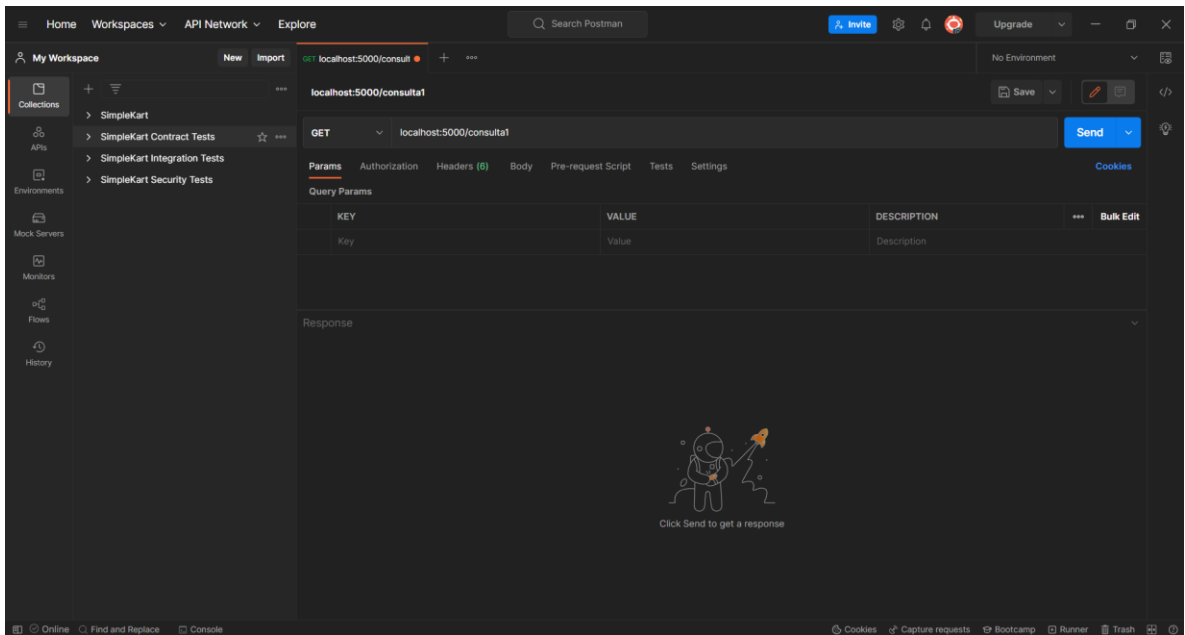 Home Workspaces API Network Explore Search Postman Invite Upgrade
My Workspace New Import GET localhost:5000/consult No Environment
Collections
APIs
Environments
Mock Servers
Monitors
Flows
History
SimpleKart
SimpleKart Contract Tests
SimpleKart Integration Tests
SimpleKart Security Tests
localhost:5000/consulta1 Save
GET localhost:5000/consulta1 Send
Params Authorization Headers (6) Body Pre-request Script Tests Settings Cookies
Query Params
KEY VALUE DESCRIPTION Bulk Edit
Key Value Description
Response
Click Send to get a response
Online Find and Replace Console Cookies Capture requests Bootcamp Runner Trash